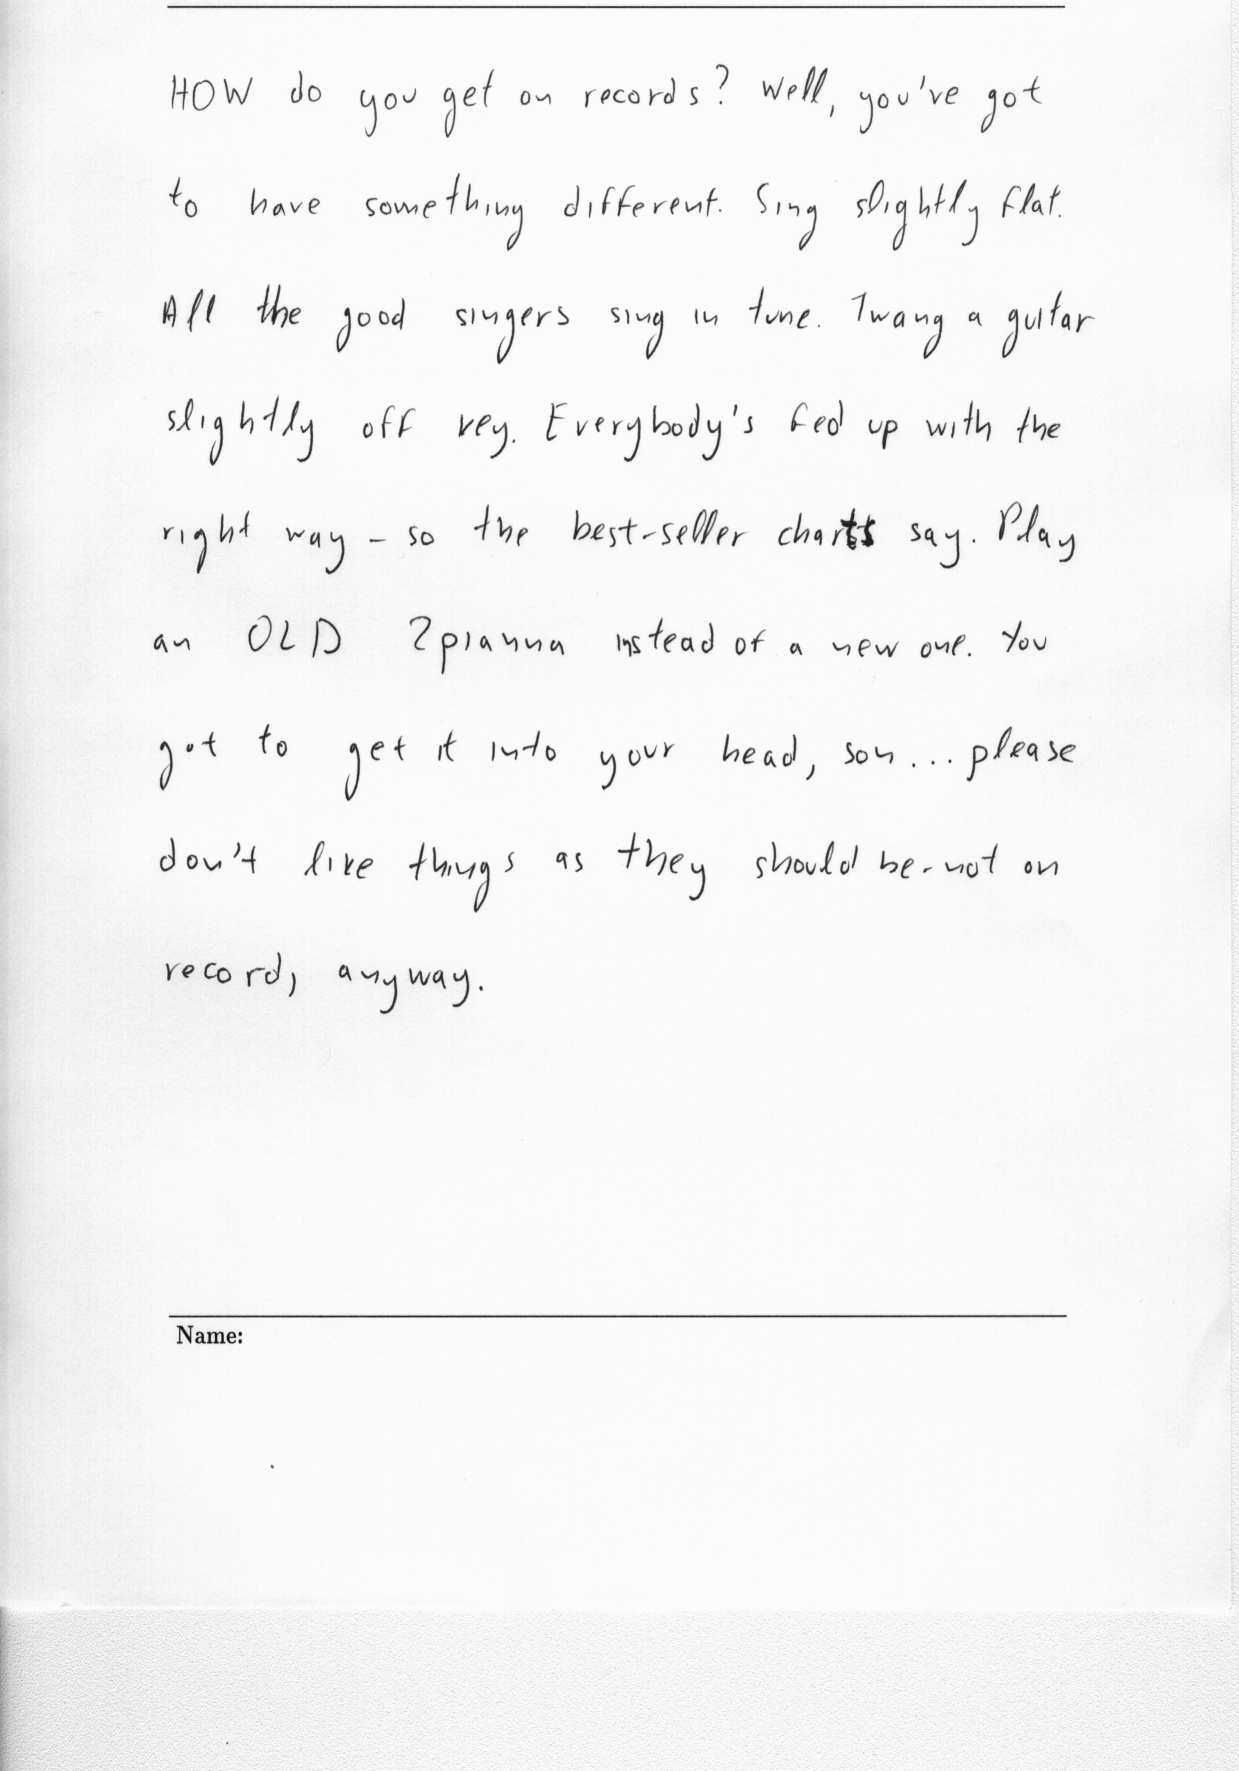 HOW do you get on records? Well, you've got
to have something different. Sing slightly flat.
All the good singers sing in tune. Twang a guitar
slightly off key. Everybody's fed up with the
right way - so the best-seller charts say. Play
an OLD ?pianna instead of a new one. You
got to get it into your head, son... please
don't like things as they should be - not on
record, anyway.
Name: